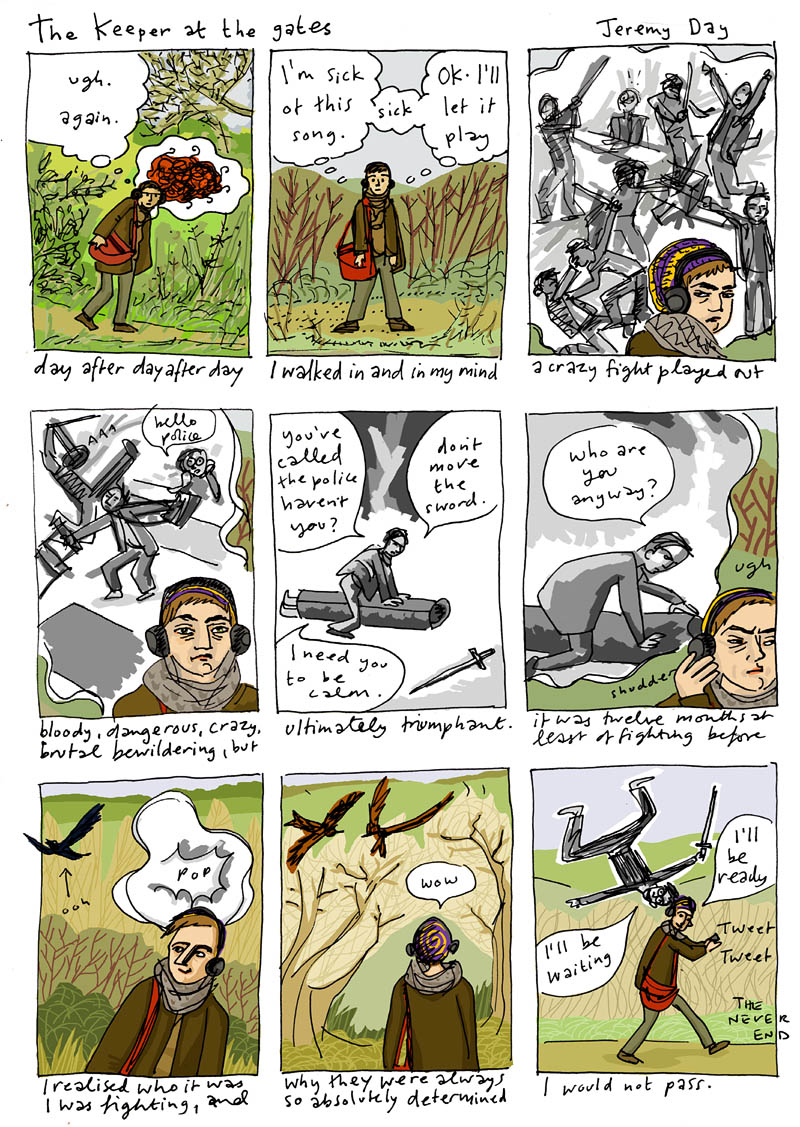 The Keeper at the gates
Jeremy Day
ugh.
again.
day after day after day
I'm sick
of this
song.
sick
OK. I'll
let it
play
I walked in and in my mind
!!
a crazy fight played out
AAA
hello
police
bloody, dangerous, crazy,
brutal bewildering, but
you've
called
the police
haven't
you?
don't
move
the
sword.
I need you
to be
calm.
ultimately triumphant.
who are
you
anyway?
ugh
shudder
it was twelve months at
least of fighting before
POP
ooh
I realised who it was
I was fighting, and
wow
why they were always
so absolutely determined
I'll
be
ready
I'll be
waiting
Tweet
Tweet
THE
NEVER
END
I would not pass.